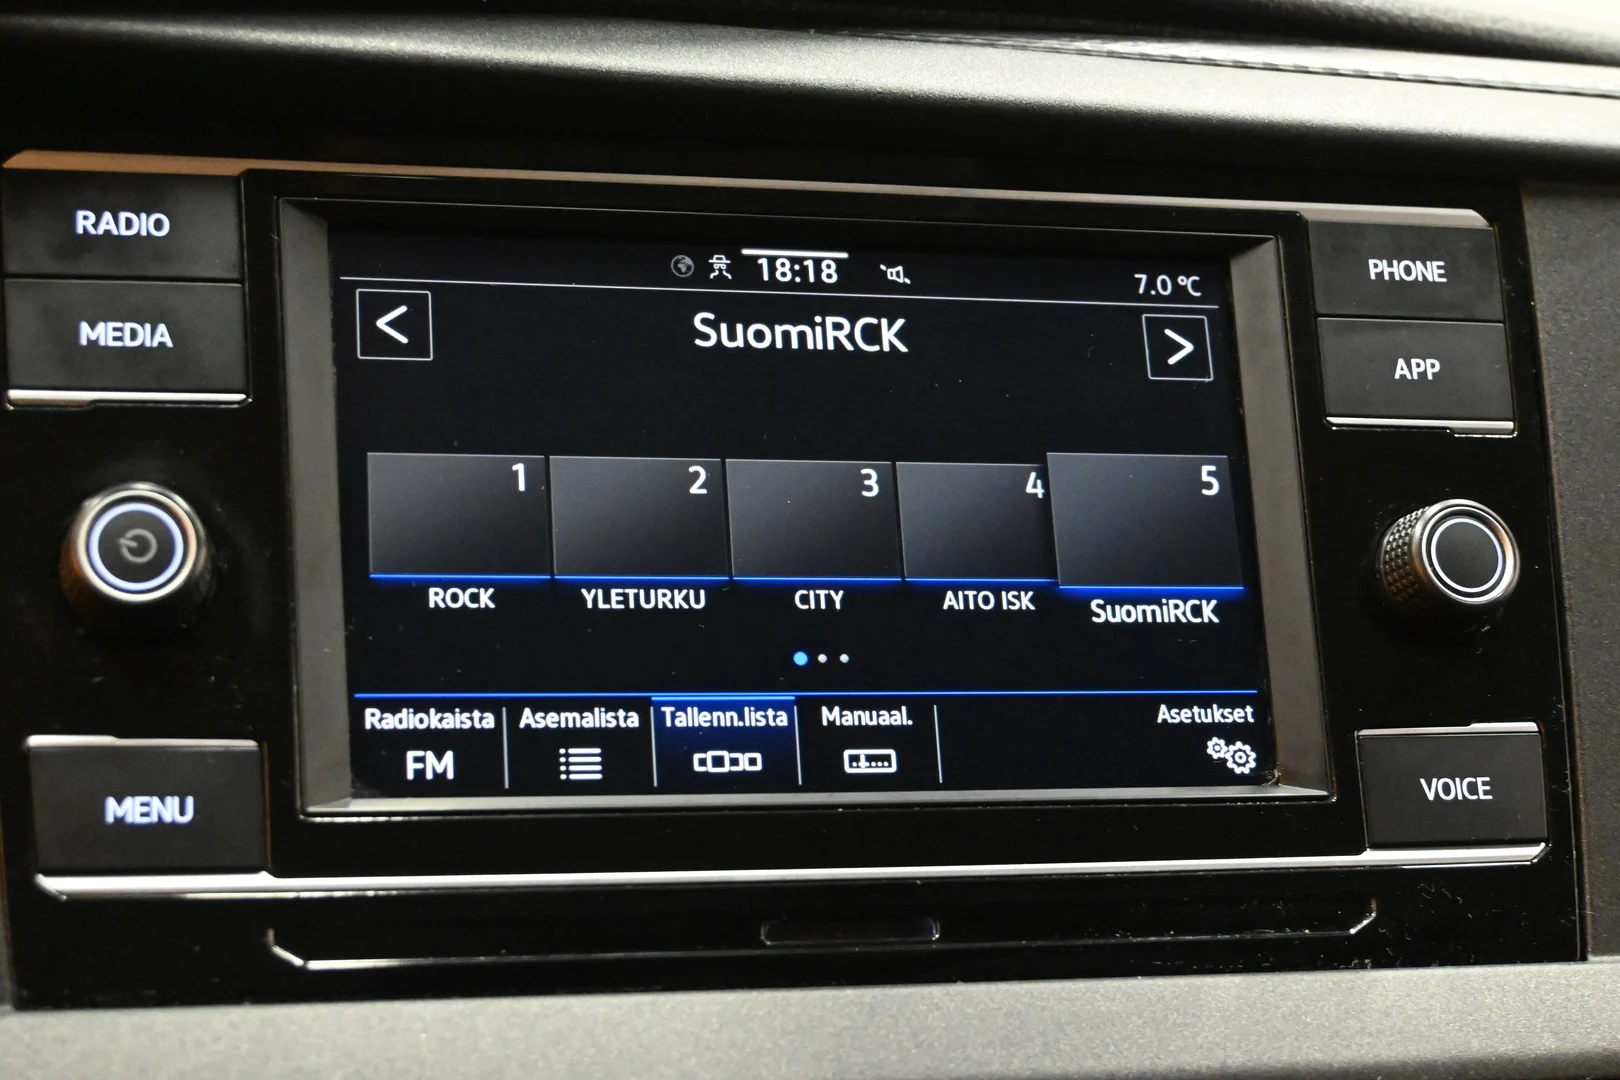 RADIO
MEDIA
MENU
18:18
7.0 °C
<
SuomiRCK
>
1
2
3
4
5
ROCK
YLETURKU
CITY
AITO ISK
SuomiRCK
Radiokaista
FM
Asemalista
Tallenn.lista
Manuaal.
Asetukset
PHONE
APP
VOICE